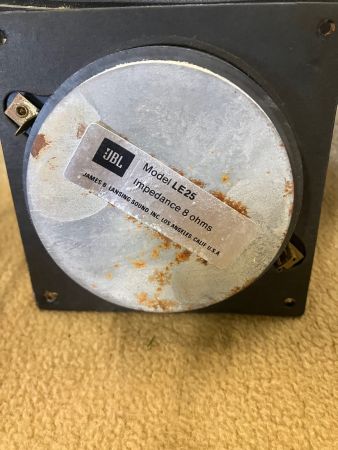 JBL
Model LE25
Impedance 8 ohms
JAMES B. LANSING SOUND, INC. LOS ANGELES, CALIF. U.S.A.